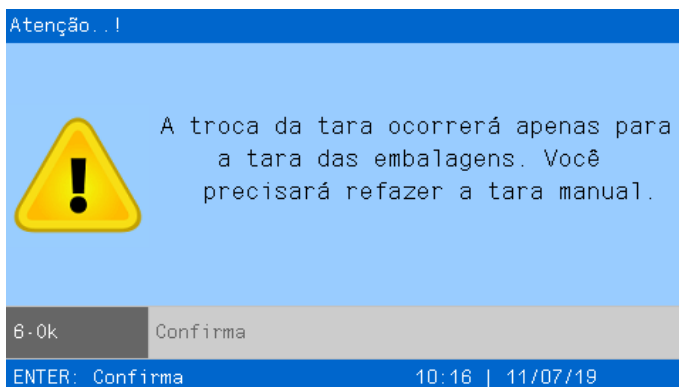 Atenção..!
A troca da tara ocorrerá apenas para
a tara das embalagens. Você
precisará refazer a tara manual.
6-Ok Confirma
ENTER: Confirma 10:16 | 11/07/19